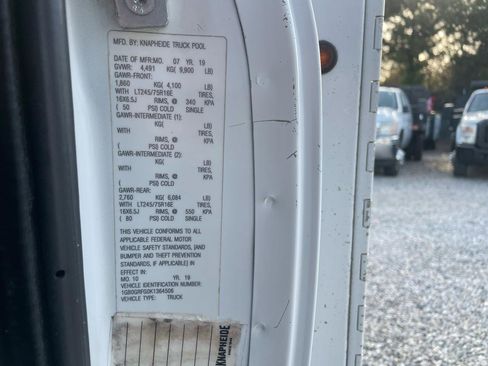 MFD. BY: KNAPHEIDE TRUCK POOL
DATE OF MFD:MO. 07 YR. 19
GVWR: 4,491 KG( 9,900 LB)
GAWR-FRONT:
1,860 KG( 4,100 LB)
WITH LT245/75R16E TIRES,
16X6.5J RIMS, @ 340 KPA
( 50 PSI) COLD SINGLE
GAWR-INTERMEDIATE (1):
KG( LB)
WITH TIRES,
RIMS, @ KPA
( PSI) COLD
GAWR-INTERMEDIATE (2):
KG( LB)
WITH TIRES,
RIMS, @ KPA
( PSI) COLD
GAWR-REAR:
2,760 KG( 6,084 LB)
WITH LT245/75R16E TIRES,
16X6.5J RIMS, @ 550 KPA
( 80 PSI) COLD SINGLE
THIS VEHICLE CONFORMS TO ALL
APPLICABLE FEDERAL MOTOR
VEHICLE SAFETY STANDARDS, [AND
BUMPER AND THEFT PREVENTION
STANDARDS, IF APPLICABLE]
IN EFFECT IN:
MO. 10 YR. 19
VEHICLE IDENTIFICATION NUMBER:
1GB0GRFG0K1364506
VEHICLE TYPE: TRUCK
KNAPHEIDE